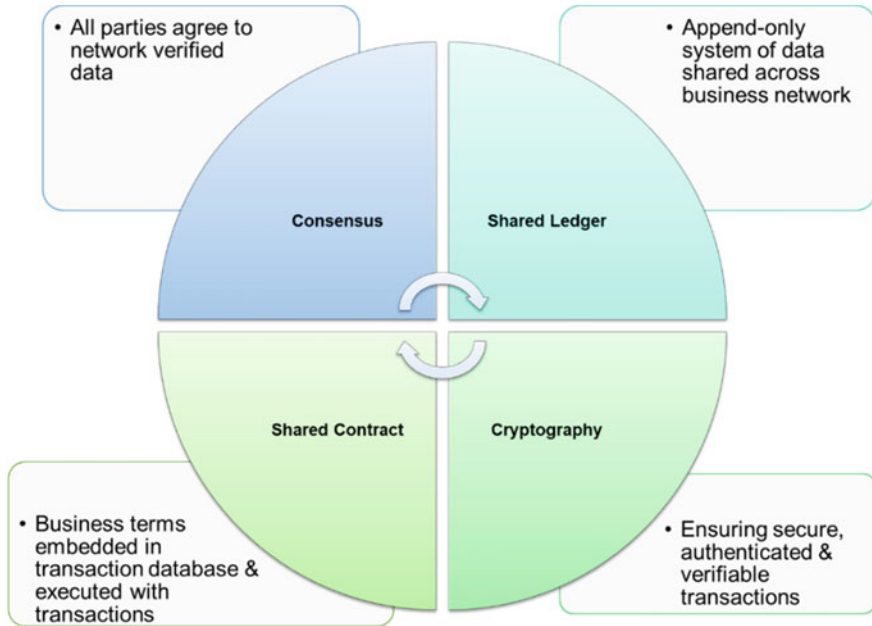 • All parties agree to
network verified
data
• Append-only
system of data
shared across
business network
Consensus
Shared Ledger
Shared Contract
Cryptography
• Business terms
embedded in
transaction database &
executed with
transactions
• Ensuring secure,
authenticated &
verifiable
transactions